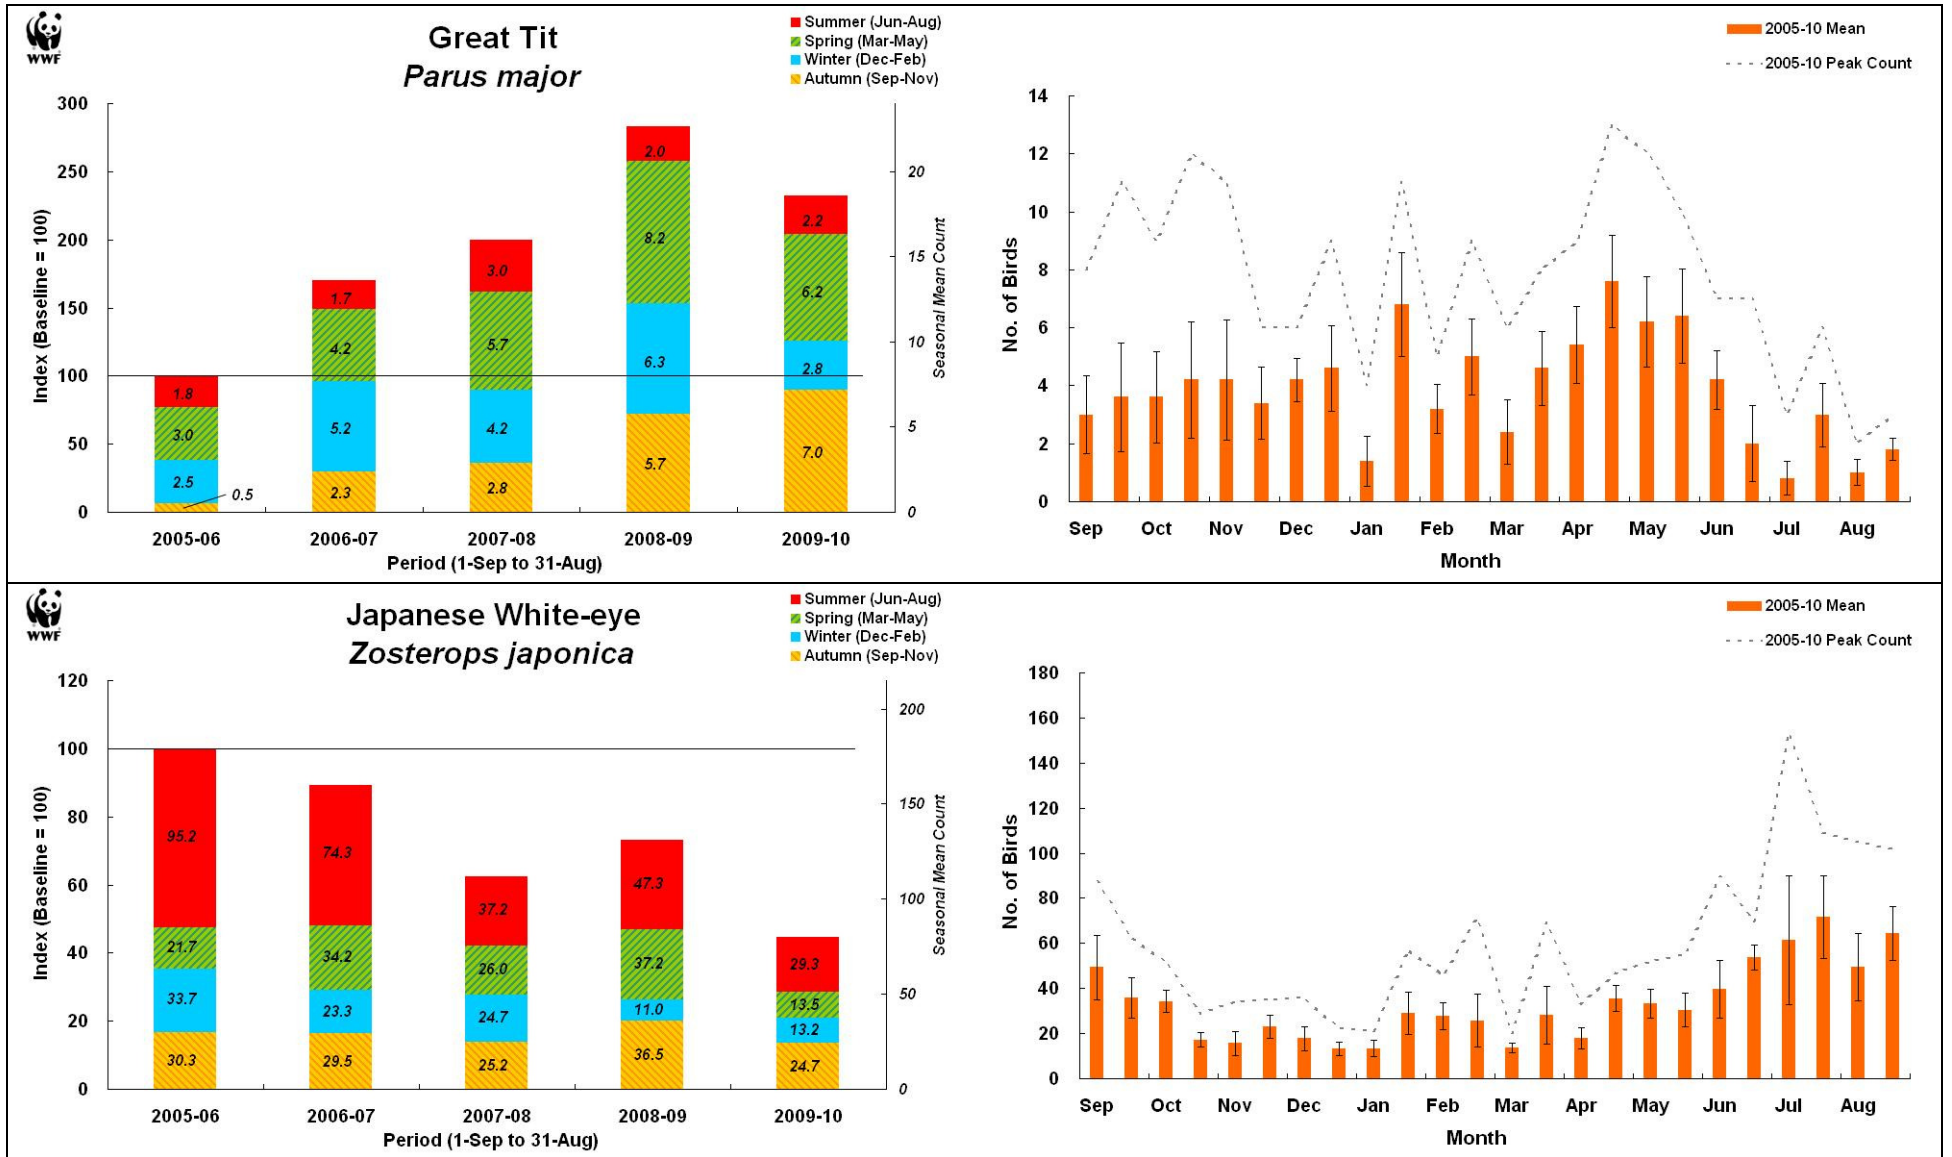 WWF
Great Tit
Parus major
Summer (Jun-Aug)
Spring (Mar-May)
Winter (Dec-Feb)
Autumn (Sep-Nov)
Index (Baseline = 100)
300
250
200
150
100
50
0
1.8
3.0
2.5
0.5
1.7
4.2
5.2
2.3
3.0
5.7
4.2
2.8
2.0
8.2
6.3
5.7
2.2
6.2
2.8
7.0
20
15
10
5
0
Seasonal Mean Count
2005-06 2006-07 2007-08 2008-09 2009-10
Period (1-Sep to 31-Aug)
2005-10 Mean
2005-10 Peak Count
No. of Birds
14
12
10
8
6
4
2
0
Sep Oct Nov Dec Jan Feb Mar Apr May Jun Jul Aug
Month
WWF
Japanese White-eye
Zosterops japonica
Summer (Jun-Aug)
Spring (Mar-May)
Winter (Dec-Feb)
Autumn (Sep-Nov)
Index (Baseline = 100)
120
100
80
60
40
20
0
95.2
21.7
33.7
30.3
74.3
34.2
23.3
29.5
37.2
26.0
24.7
25.2
47.3
37.2
11.0
36.5
29.3
13.5
13.2
24.7
200
150
100
50
0
Seasonal Mean Count
2005-06 2006-07 2007-08 2008-09 2009-10
Period (1-Sep to 31-Aug)
2005-10 Mean
2005-10 Peak Count
No. of Birds
180
160
140
120
100
80
60
40
20
0
Sep Oct Nov Dec Jan Feb Mar Apr May Jun Jul Aug
Month